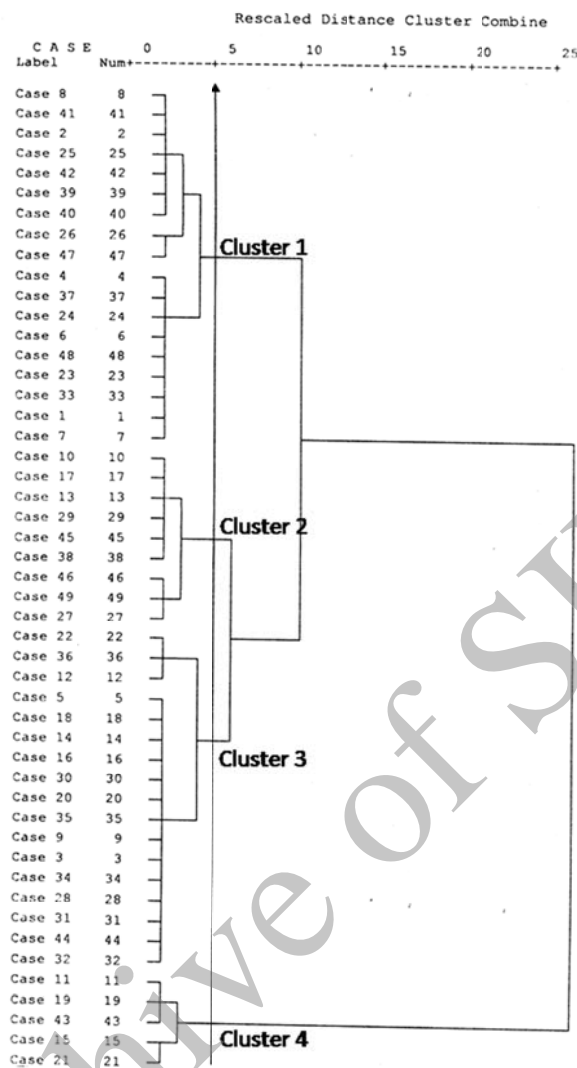 Rescaled Distance Cluster Combine
C A S E 0 5 10 15 20 25
Label Num +---------+---------+---------+---------+---------+
Case 8 8
Case 41 41
Case 2 2
Case 25 25
Case 42 42
Case 39 39
Case 40 40
Case 26 26
Cluster 1
Case 47 47
Case 4 4
Case 37 37
Case 24 24
Case 6 6
Case 48 48
Case 23 23
Case 33 33
Case 1 1
Case 7 7
Case 10 10
Case 17 17
Case 13 13
Case 29 29
Cluster 2
Case 45 45
Case 38 38
Case 46 46
Case 49 49
Case 27 27
Case 22 22
Case 36 36
Case 12 12
Case 5 5
Case 18 18
Case 14 14
Case 16 16
Cluster 3
Case 30 30
Case 20 20
Case 35 35
Case 9 9
Case 3 3
Case 34 34
Case 28 28
Case 31 31
Case 44 44
Case 32 32
Case 11 11
Case 19 19
Case 43 43
Case 15 15
Cluster 4
Case 21 21
hive of S